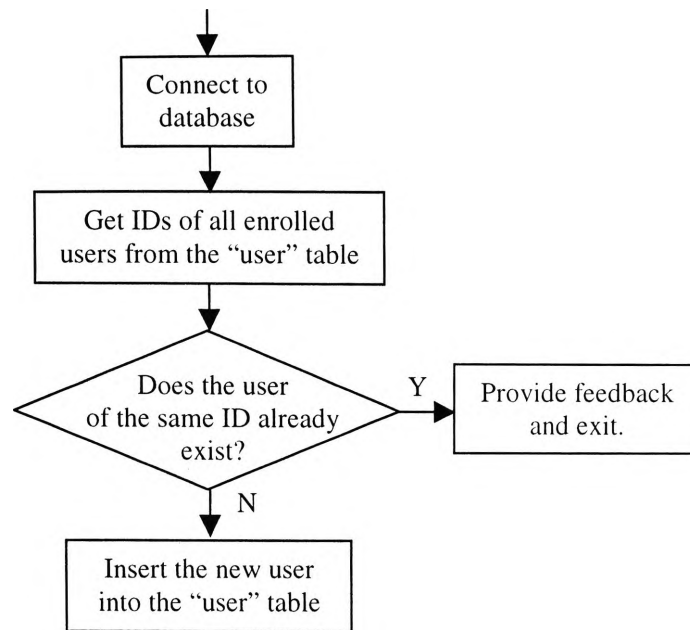 Connect to
database
Get IDs of all enrolled
users from the “user” table
Does the user
of the same ID already
exist?
Y
Provide feedback
and exit.
N
Insert the new user
into the “user” table